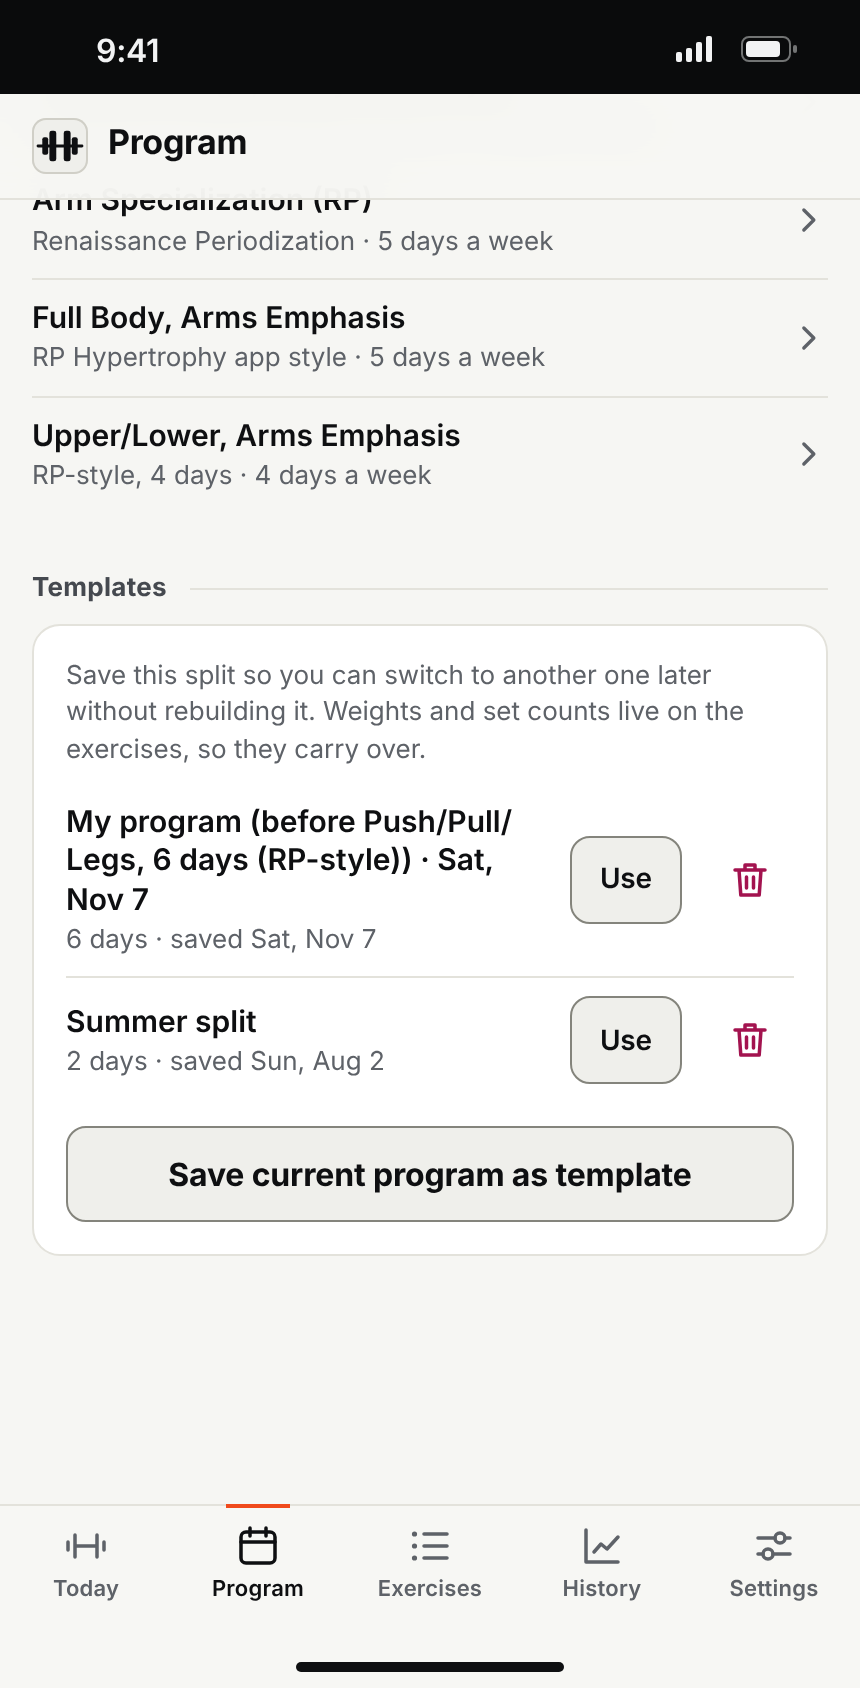 9:41
Program
Arm Specialization (RP)
Renaissance Periodization · 5 days a week
Full Body, Arms Emphasis
RP Hypertrophy app style · 5 days a week
Upper/Lower, Arms Emphasis
RP-style, 4 days · 4 days a week
Templates
Save this split so you can switch to another one later
without rebuilding it. Weights and set counts live on the
exercises, so they carry over.
My program (before Push/Pull/
Legs, 6 days (RP-style)) · Sat,
Nov 7
6 days · saved Sat, Nov 7
Use
Summer split
2 days · saved Sun, Aug 2
Use
Save current program as template
Today
Program
Exercises
History
Settings